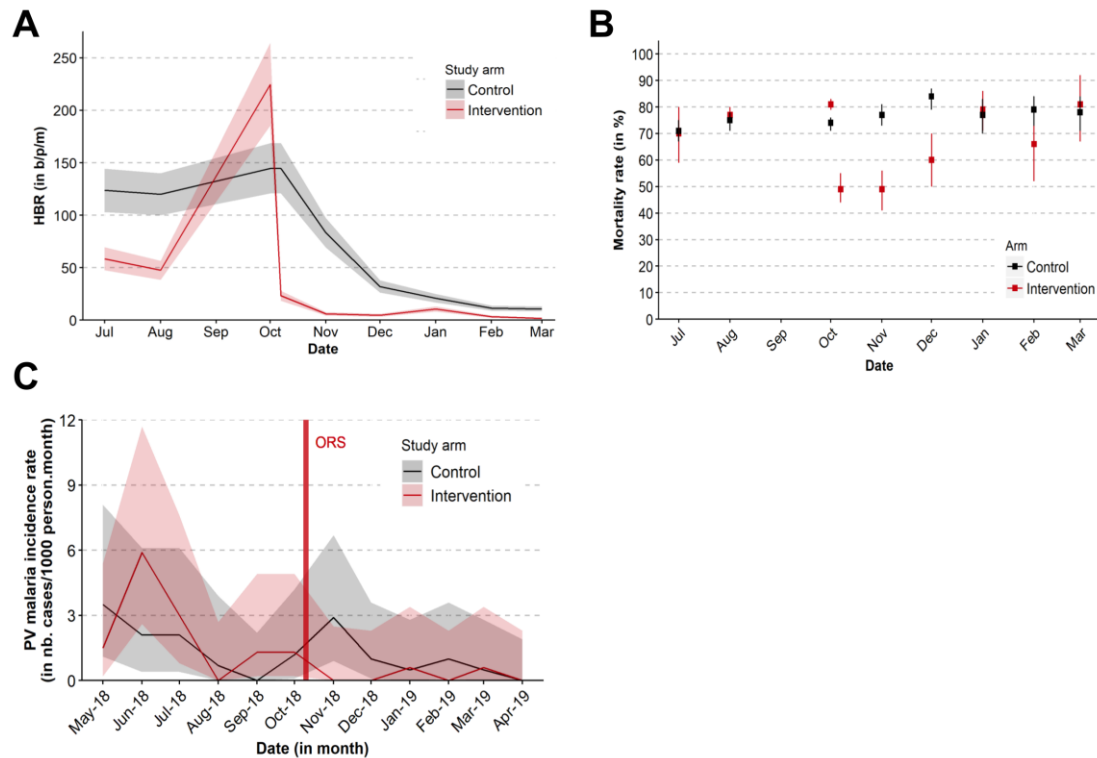 A
HBR (in b/p/m)
250
200
150
100
50
0
Jul Aug Sep Oct Nov Dec Jan Feb Mar
Date
Study arm
Control
Intervention
B
Mortality rate (in %)
100
90
80
70
60
50
40
30
20
10
0
Jul Aug Sep Oct Nov Dec Jan Feb Mar
Date
Arm
Control
Intervention
C
PV malaria incidence rate
(in nb. cases/1000 person.month)
12
9
6
3
0
ORS
Study arm
Control
Intervention
May-18 Jun-18 Jul-18 Aug-18 Sep-18 Oct-18 Nov-18 Dec-18 Jan-19 Feb-19 Mar-19 Apr-19
Date (in month)